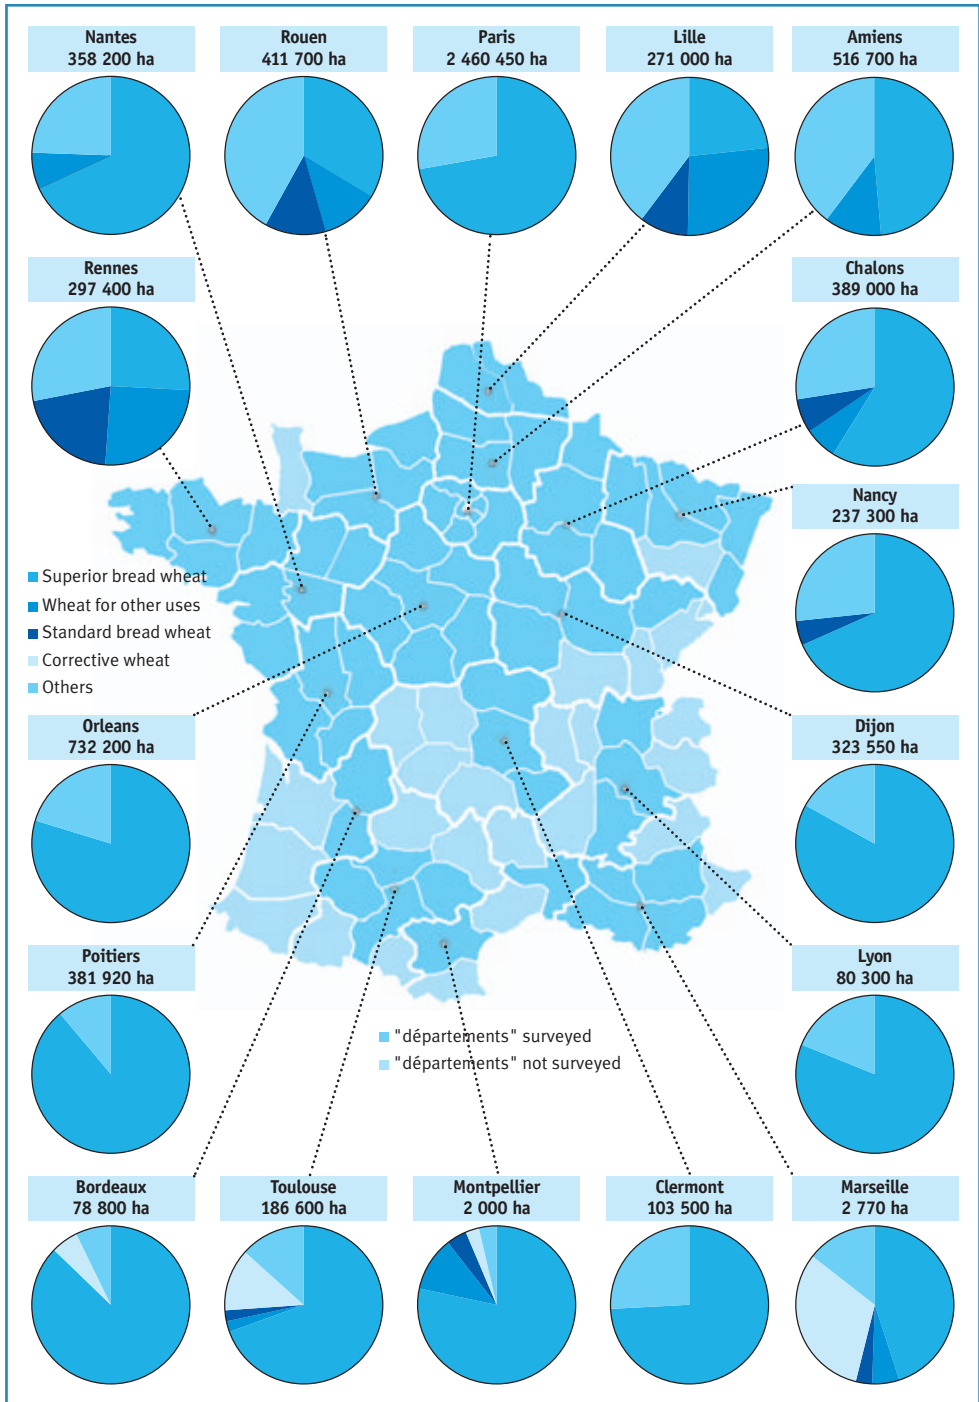 Nantes
358 200 ha
Rouen
411 700 ha
Paris
2 460 450 ha
Lille
271 000 ha
Amiens
516 700 ha
Rennes
297 400 ha
Chalons
389 000 ha
Nancy
237 300 ha
Superior bread wheat
Wheat for other uses
Standard bread wheat
Corrective wheat
Others
Orleans
732 200 ha
Dijon
323 550 ha
Poitiers
381 920 ha
Lyon
80 300 ha
"départements" surveyed
"départements" not surveyed
Bordeaux
78 800 ha
Toulouse
186 600 ha
Montpellier
2 000 ha
Clermont
103 500 ha
Marseille
2 770 ha